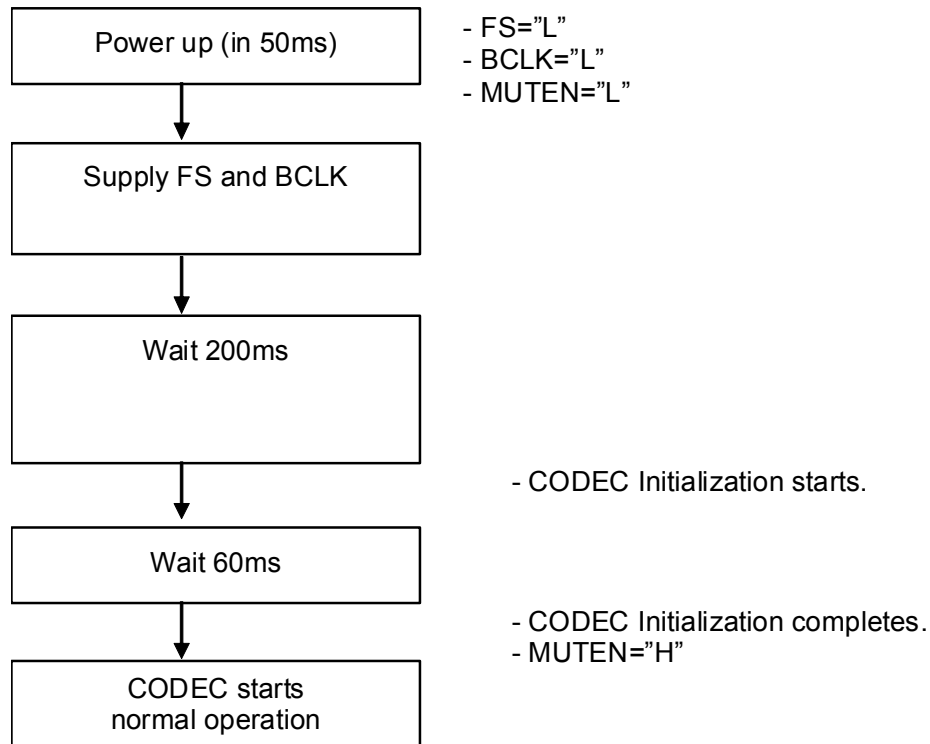 Power up (in 50ms)
- FS=”L”
- BCLK=”L”
- MUTEN=”L”
Supply FS and BCLK
Wait 200ms
- CODEC Initialization starts.
Wait 60ms
- CODEC Initialization completes.
- MUTEN=”H”
CODEC starts
normal operation